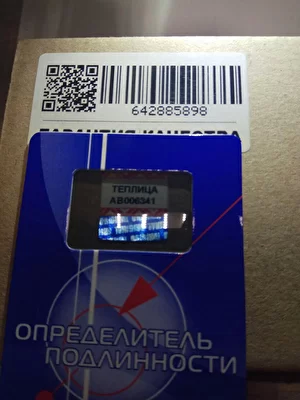 642885898
ГАРАНТИЯ КАЧЕСТВА
ТЕПЛИЦА
АВ006341
ОПРЕДЕЛИТЕЛЬ
ПОДЛИННОСТИ